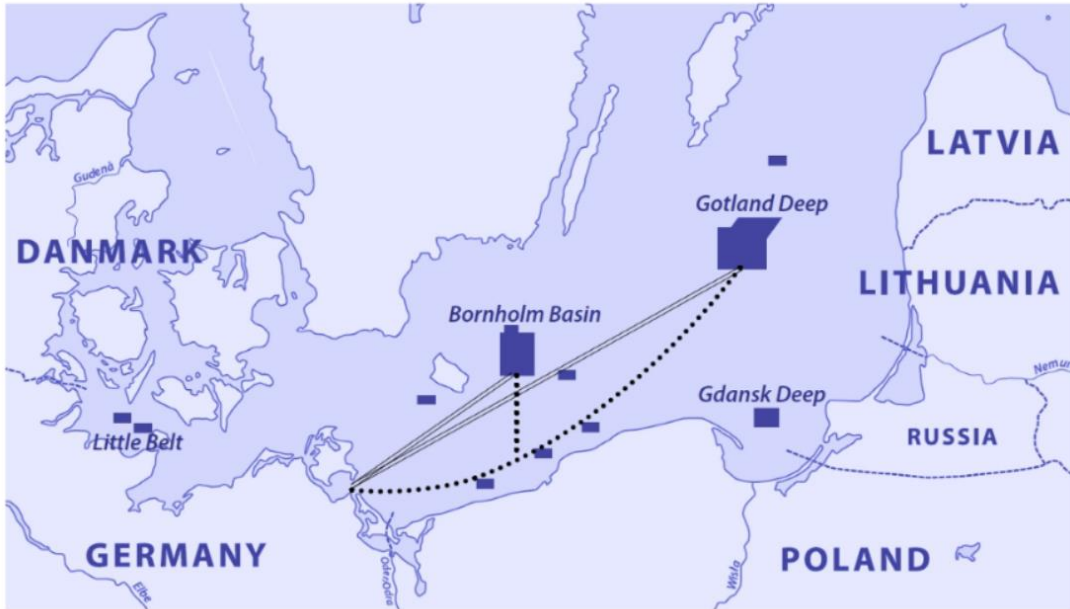 LATVIA
Gudenå
Gotland Deep
DANMARK
LITHUANIA
Bornholm Basin
Nemun
Gdansk Deep
Little Belt
RUSSIA
GERMANY
POLAND
Oder
Odra
Wisła
Elbe